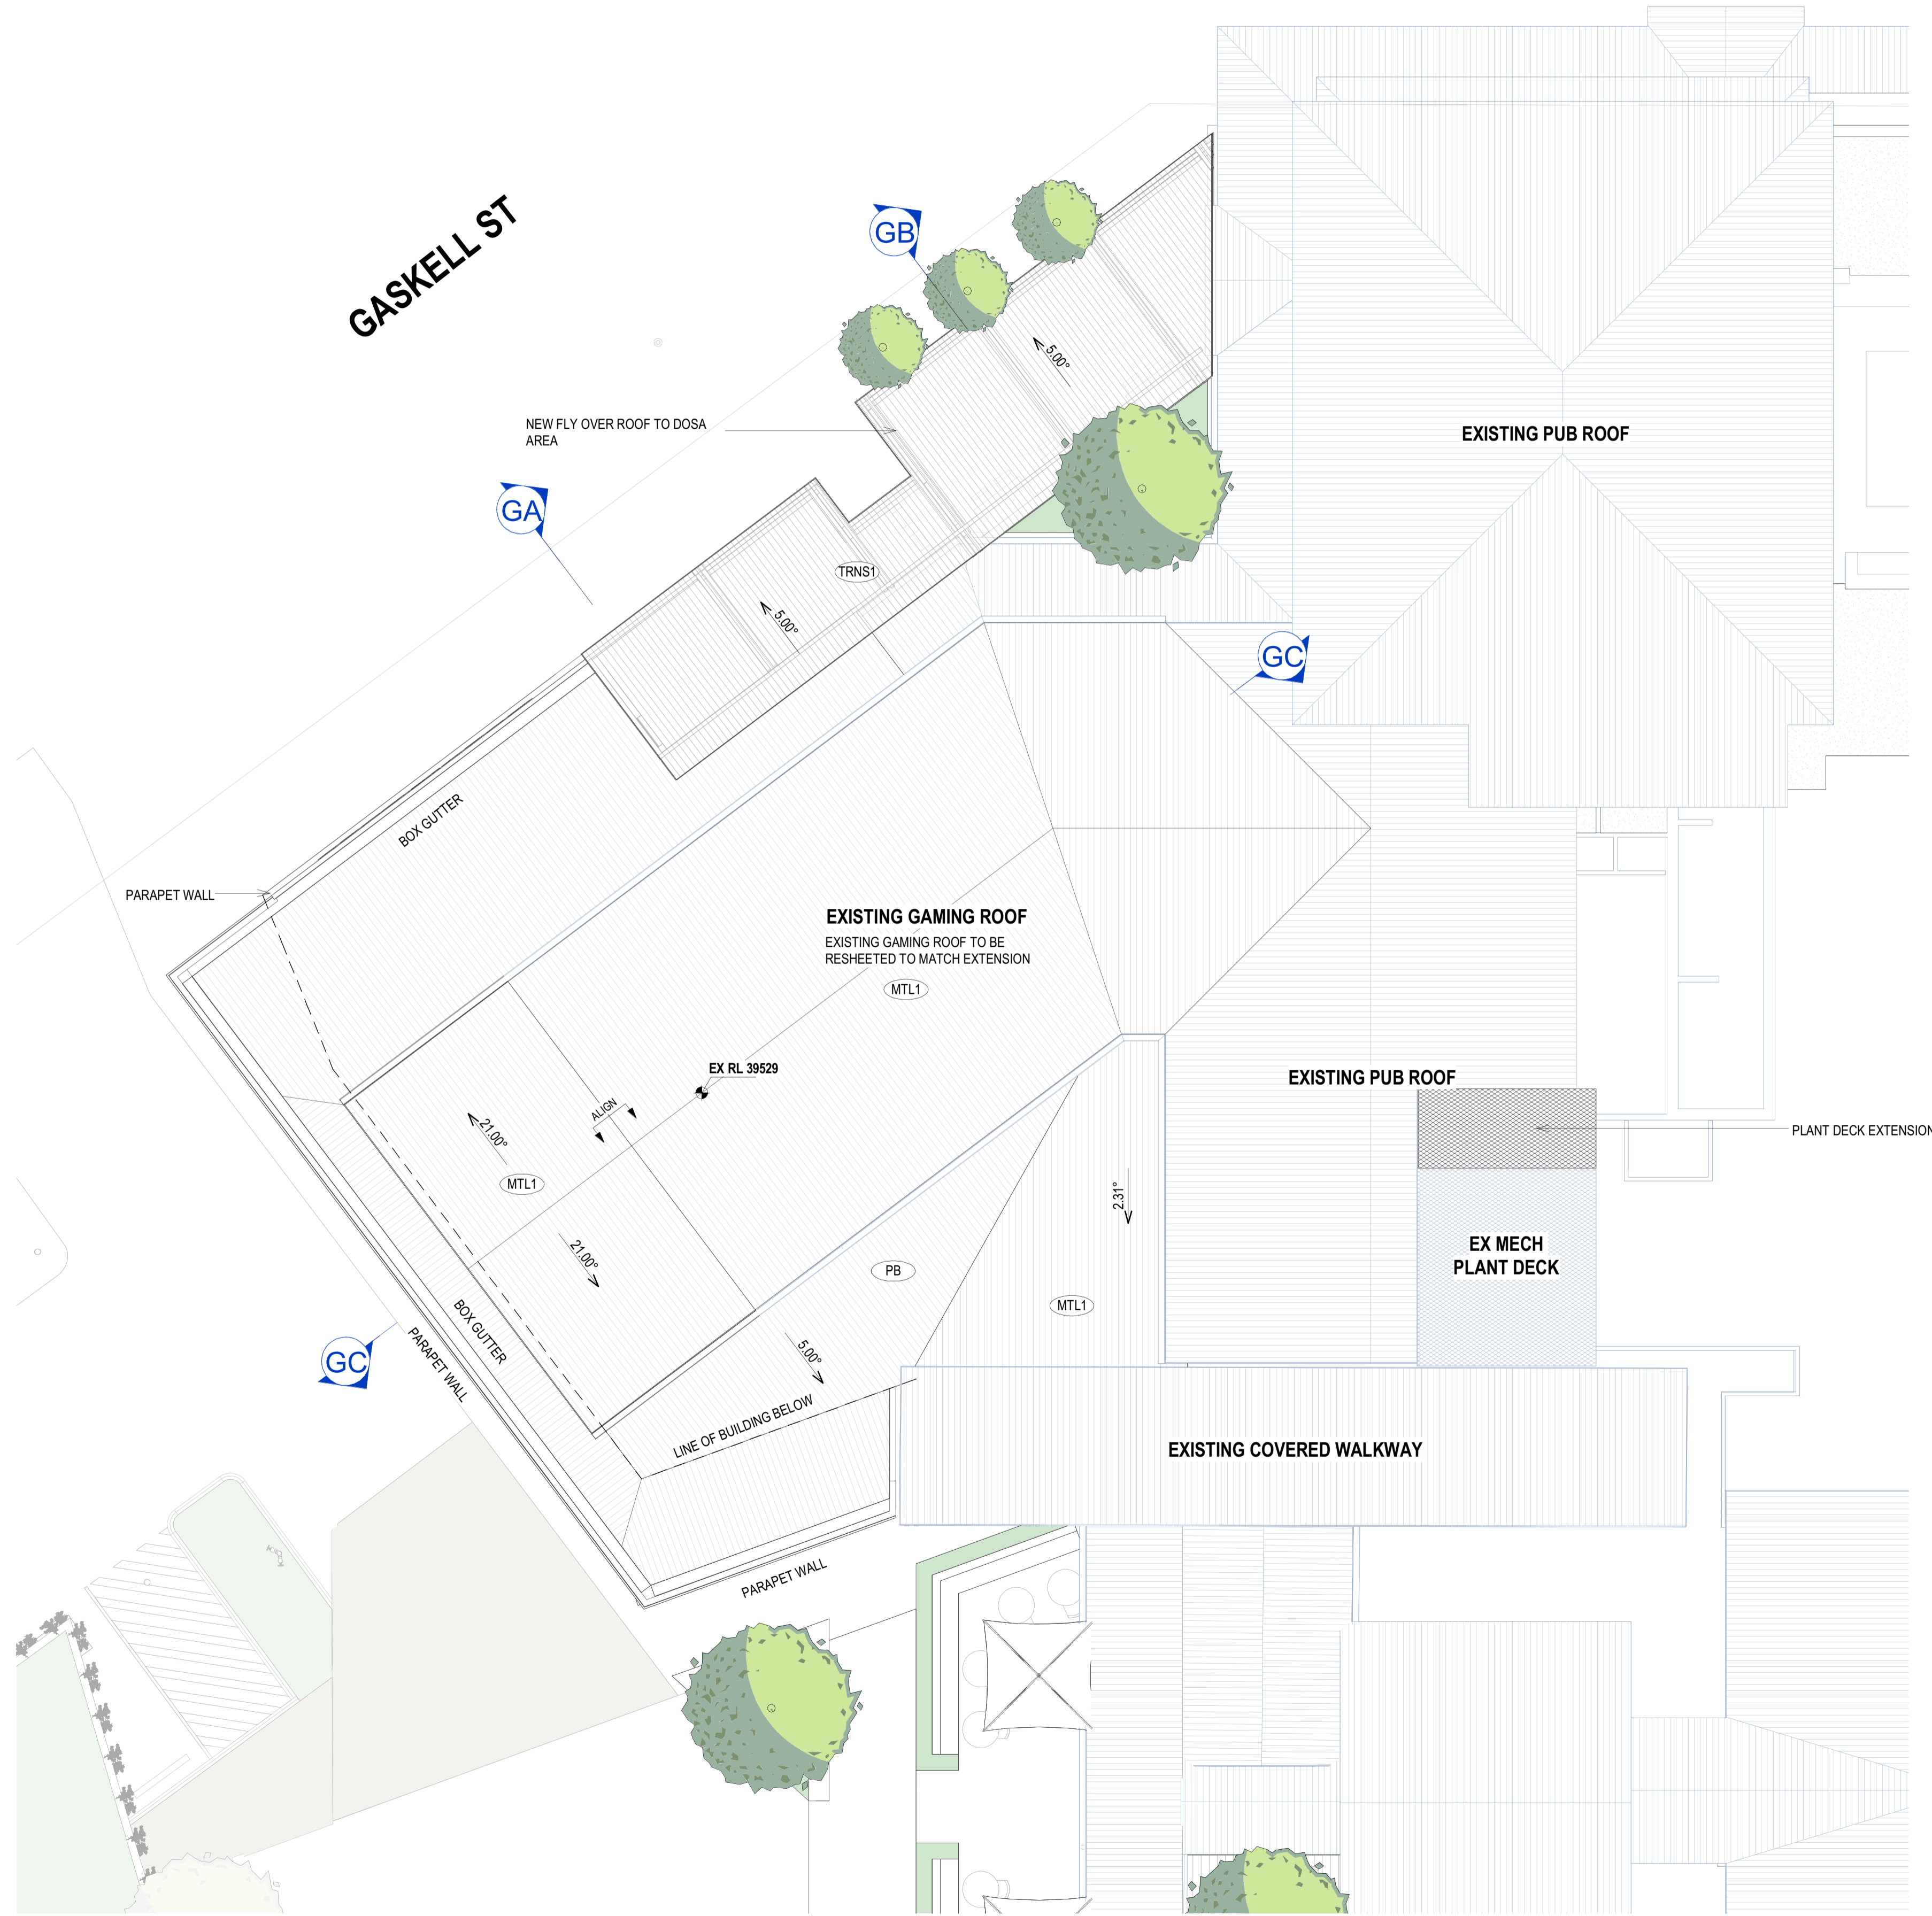 GASKELL ST
GB
5.00°
NEW FLY OVER ROOF TO DOSA
AREA
EXISTING PUB ROOF
GA
TRNS1
5.00°
GC
BOX GUTTER
PARAPET WALL
EXISTING GAMING ROOF
EXISTING GAMING ROOF TO BE
RESHEETED TO MATCH EXTENSION
MTL1
EX RL 39529
EXISTING PUB ROOF
ALIGN
21.00°
PLANT DECK EXTENSION
MTL1
2.31°
21.00°
EX MECH
PLANT DECK
PB
MTL1
BOX GUTTER
PARAPET WALL
5.00°
GC
LINE OF BUILDING BELOW
EXISTING COVERED WALKWAY
PARAPET WALL